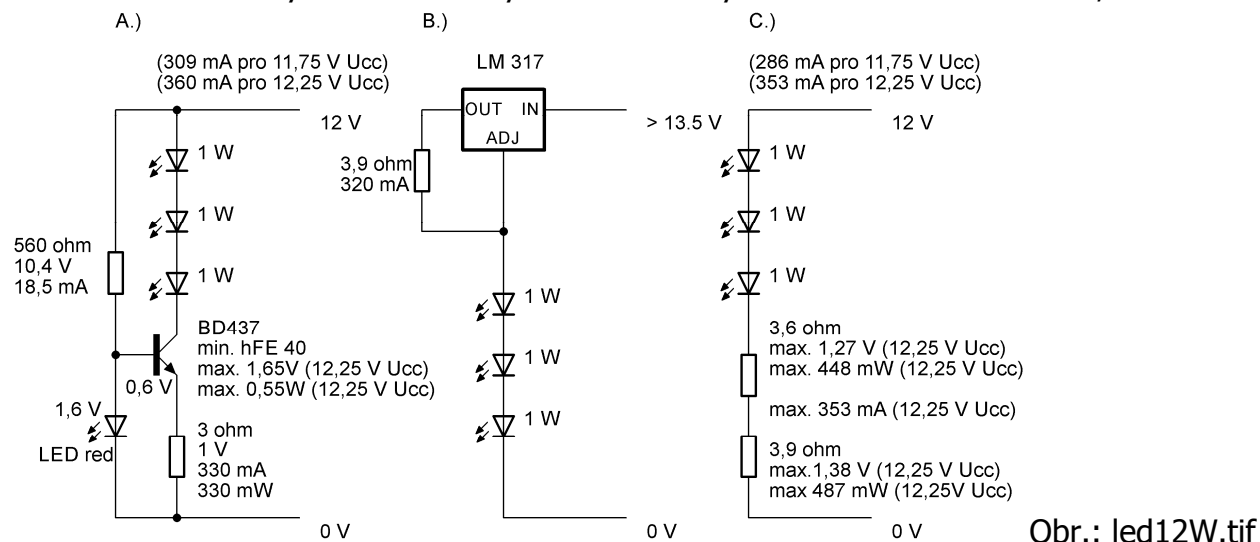 A.)
(309 mA pro 11,75 V Ucc)
(360 mA pro 12,25 V Ucc)
12 V
1 W
1 W
1 W
560 ohm
10,4 V
18,5 mA
BD437
min. hFE 40
max. 1,65V (12,25 V Ucc)
max. 0,55W (12,25 V Ucc)
0,6 V
1,6 V
LED red
3 ohm
1 V
330 mA
330 mW
0 V
B.)
LM 317
OUT IN
ADJ
> 13.5 V
3,9 ohm
320 mA
1 W
1 W
1 W
0 V
C.)
(286 mA pro 11,75 V Ucc)
(353 mA pro 12,25 V Ucc)
12 V
1 W
1 W
1 W
3,6 ohm
max. 1,27 V (12,25 V Ucc)
max. 448 mW (12,25 V Ucc)
max. 353 mA (12,25 V Ucc)
3,9 ohm
max.1,38 V (12,25 V Ucc)
max 487 mW (12,25V Ucc)
0 V
Obr.: led12W.tif